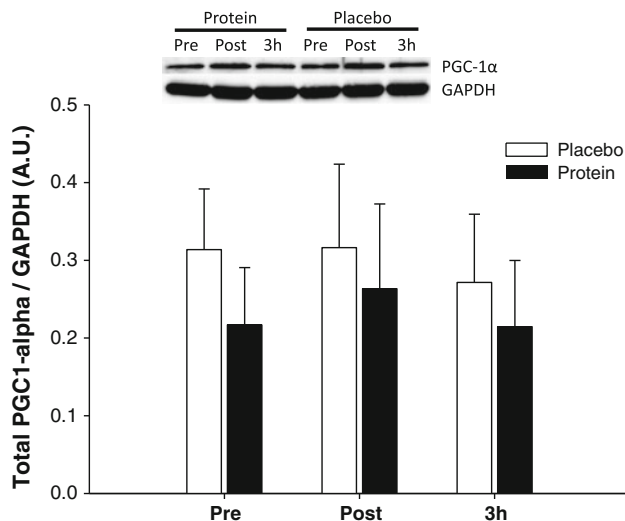 Protein Placebo
Pre Post 3h Pre Post 3h
PGC-1α
GAPDH
Total PGC1-alpha / GAPDH (A.U.)
0.5
0.4
0.3
0.2
0.1
0.0
Placebo
Protein
Pre Post 3h